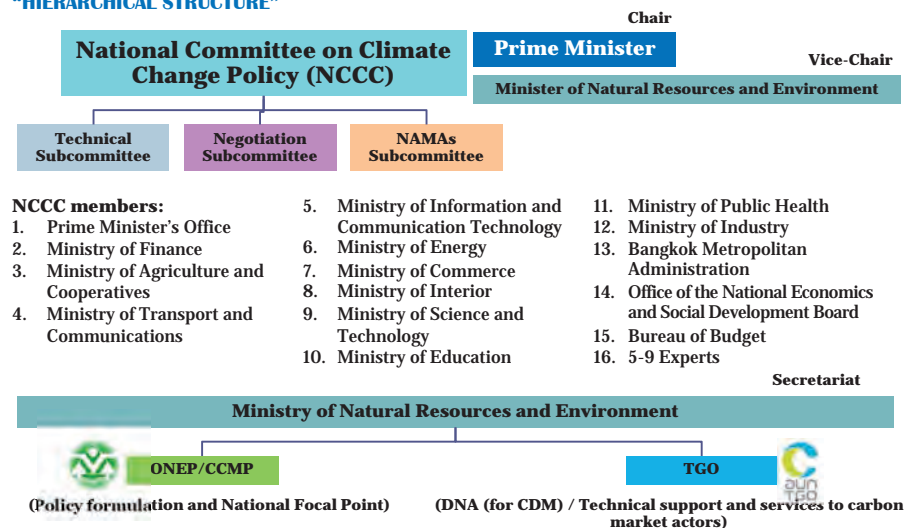 "HIERARCHICAL STRUCTURE"
Chair
National Committee on Climate
Change Policy (NCCC)
Prime Minister
Vice-Chair
Minister of Natural Resources and Environment
Technical
Subcommittee
Negotiation
Subcommittee
NAMAs
Subcommittee
NCCC members:
1. Prime Minister's Office
2. Ministry of Finance
3. Ministry of Agriculture and
Cooperatives
4. Ministry of Transport and
Communications
5. Ministry of Information and
Communication Technology
6. Ministry of Energy
7. Ministry of Commerce
8. Ministry of Interior
9. Ministry of Science and
Technology
10. Ministry of Education
11. Ministry of Public Health
12. Ministry of Industry
13. Bangkok Metropolitan
Administration
14. Office of the National Economics
and Social Development Board
15. Bureau of Budget
16. 5-9 Experts
Secretariat
Ministry of Natural Resources and Environment
ONEP/CCMP
(Policy formulation and National Focal Point)
TGO
TGO
(DNA (for CDM) / Technical support and services to carbon
market actors)